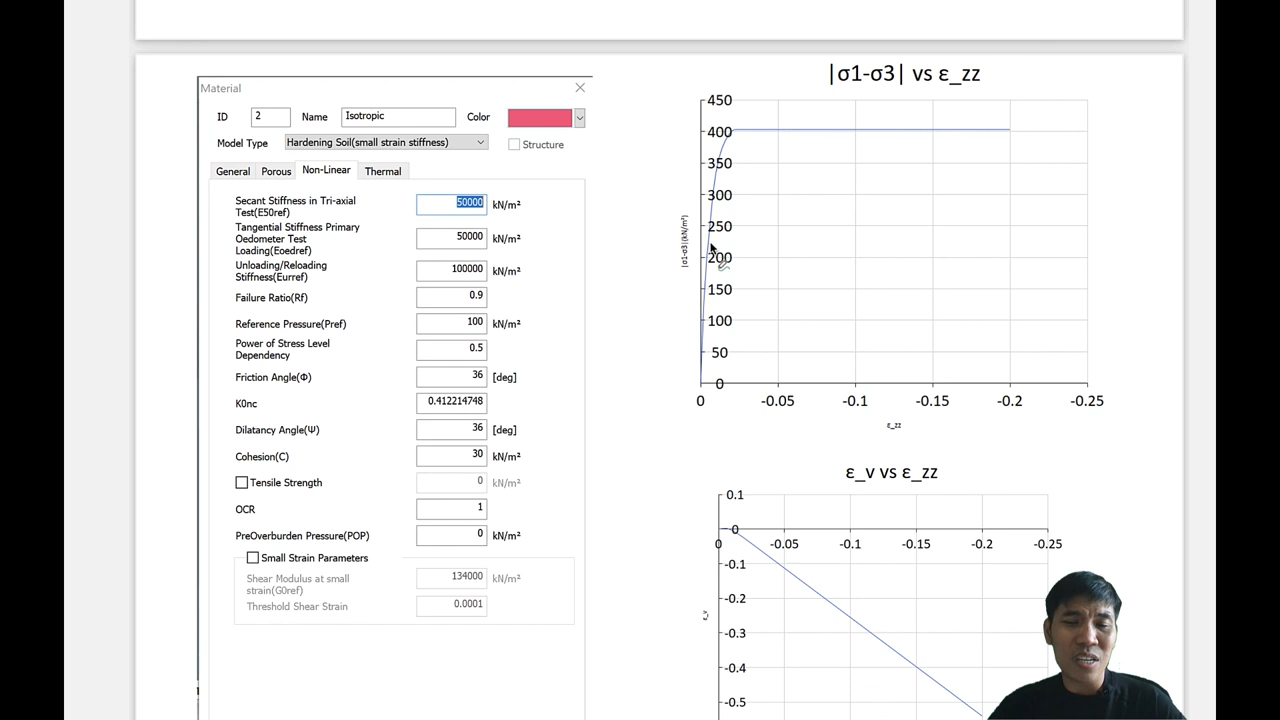 Material
ID 2 Name Isotropic Color
Model Type Hardening Soil(small strain stiffness) Structure
General Porous Non-Linear Thermal
Secant Stiffness in Tri-axial
Test(E50ref) 50000 kN/m²
Tangential Stiffness Primary
Oedometer Test
Loading(Eoedref) 50000 kN/m²
Unloading/Reloading
Stiffness(Eurref) 100000 kN/m²
Failure Ratio(Rf) 0.9
Reference Pressure(Pref) 100 kN/m²
Power of Stress Level
Dependency 0.5
Friction Angle(Φ) 36 [deg]
K0nc 0.412214748
Dilatancy Angle(Ψ) 36 [deg]
Cohesion(C) 30 kN/m²
Tensile Strength 0 kN/m²
OCR 1
PreOverburden Pressure(POP) 0 kN/m²
Small Strain Parameters
Shear Modulus at small
strain(G0ref) 134000 kN/m²
Threshold Shear Strain 0.0001
|σ1-σ3| vs ε_zz
450
400
350
300
250
200
150
100
50
0
|σ1-σ3|(kN/m²)
0 -0.05 -0.1 -0.15 -0.2 -0.25
ε_zz
ε_v vs ε_zz
0.1
0
0 -0.05 -0.1 -0.15 -0.2 -0.25
-0.1
-0.2
-0.3
-0.4
-0.5
ε_v